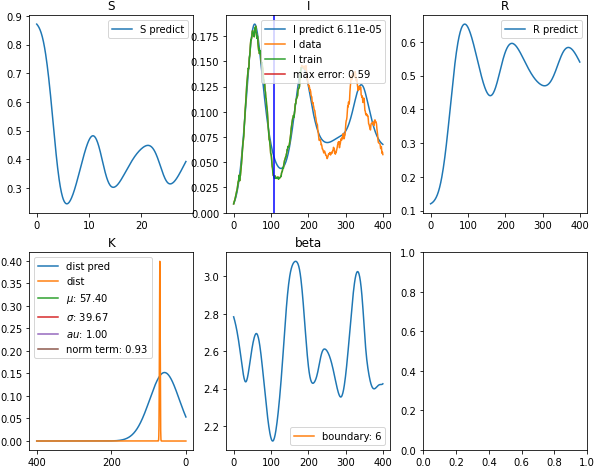 S
I
R
S predict
I predict 6.11e-05
I data
I train
max error: 0.59
R predict
0.9
0.8
0.7
0.6
0.5
0.4
0.3
0 10 20
0.175
0.150
0.125
0.100
0.075
0.050
0.025
0.000
0 100 200 300 400
0.6
0.5
0.4
0.3
0.2
0.1
0 100 200 300 400
K
beta
dist pred
dist
μ: 57.40
σ: 39.67
au: 1.00
norm term: 0.93
0.40
0.35
0.30
0.25
0.20
0.15
0.10
0.05
0.00
400 200 0
3.0
2.8
2.6
2.4
2.2
boundary: 6
0 100 200 300 400
1.0
0.8
0.6
0.4
0.2
0.0
0.0 0.2 0.4 0.6 0.8 1.0